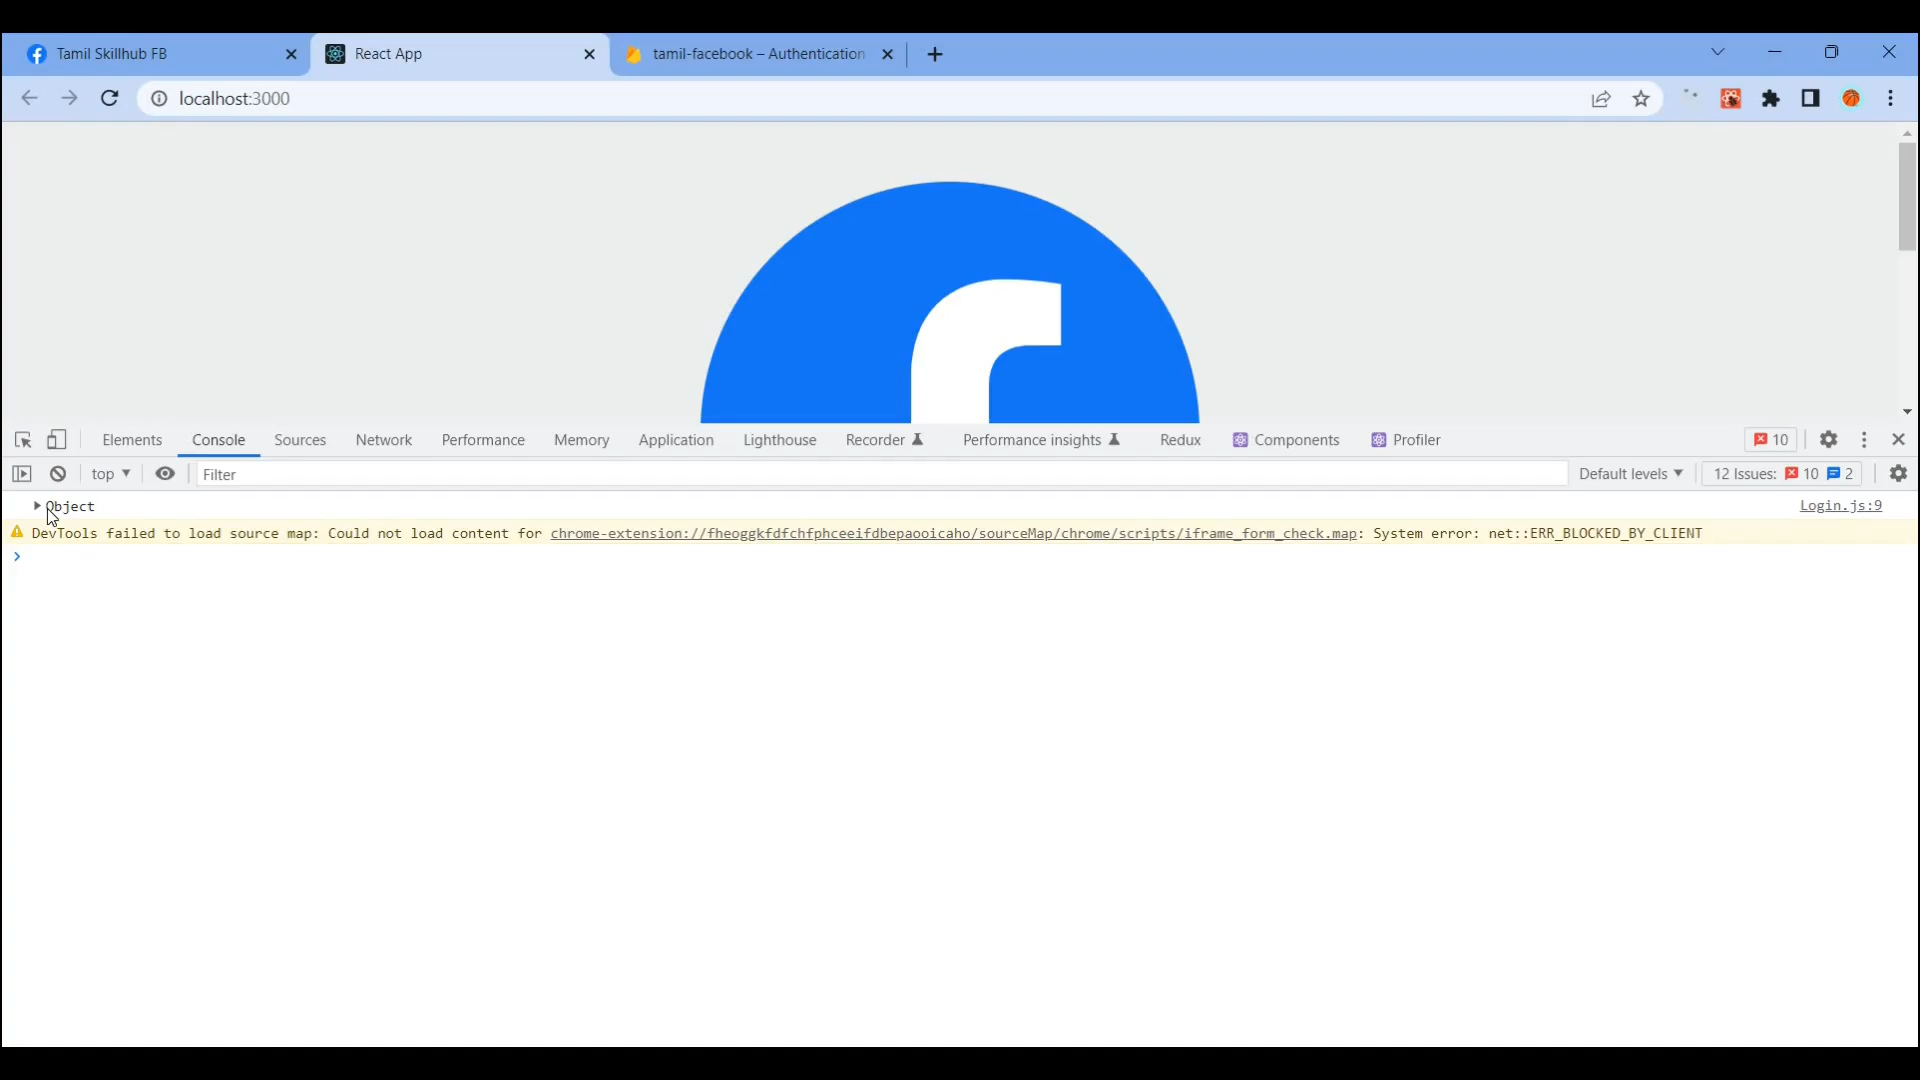 Tamil Skillhub FB
React App
tamil-facebook – Authentication
localhost:3000
Elements Console Sources Network Performance Memory Application Lighthouse Recorder Performance insights Redux Components Profiler 10
top Filter Default levels 12 Issues: 10 2
Object Login.js:9
DevTools failed to load source map: Could not load content for chrome-extension://fheoggkfdfchfphceeifdbepaooicaho/sourceMap/chrome/scripts/iframe_form_check.map: System error: net::ERR_BLOCKED_BY_CLIENT